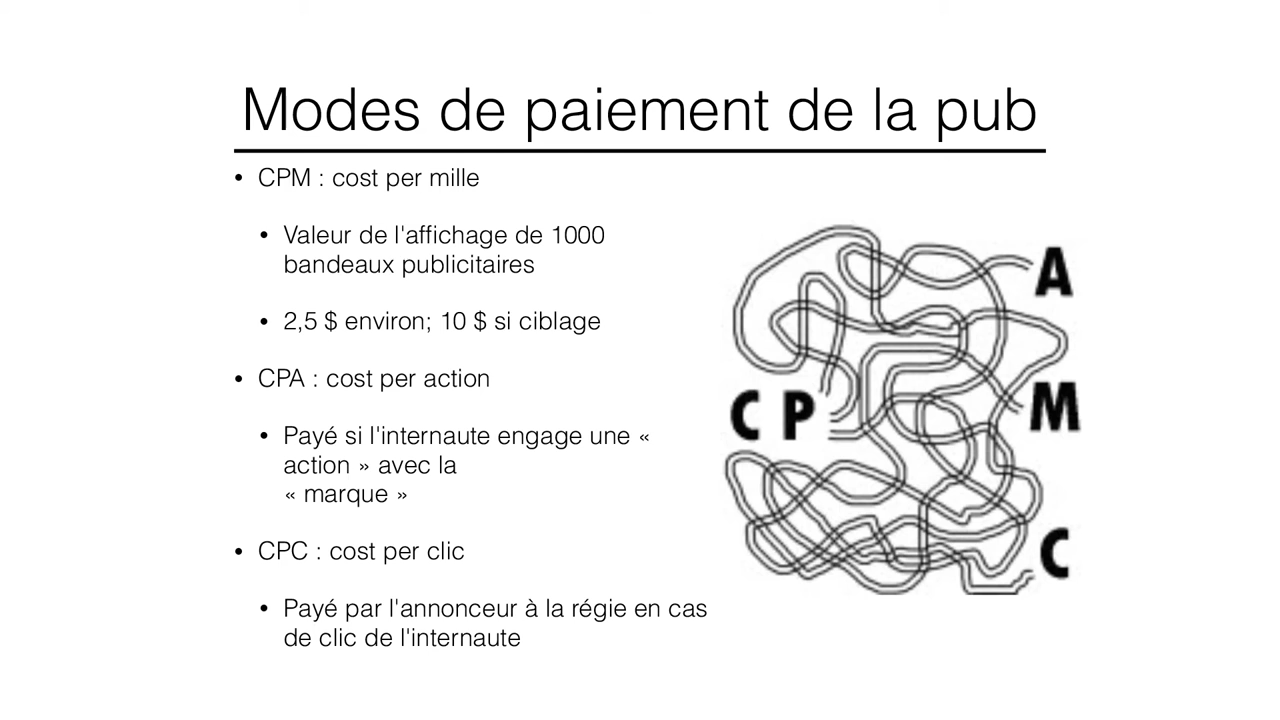 Modes de paiement de la pub
• CPM : cost per mille
• Valeur de l'affichage de 1000
bandeaux publicitaires
• 2,5 $ environ; 10 $ si ciblage
• CPA : cost per action
• Payé si l'internaute engage une «
action » avec la
« marque »
• CPC : cost per clic
• Payé par l'annonceur à la régie en cas
de clic de l'internaute
A
C P
M
C